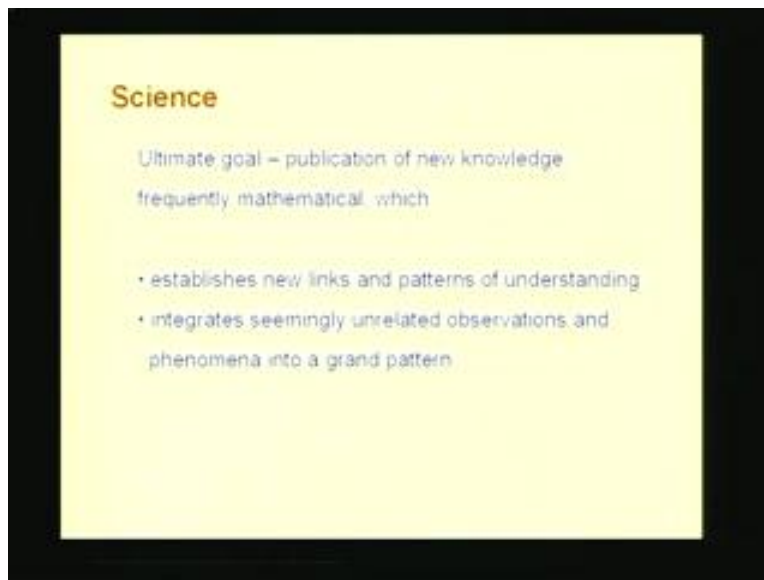 Science
Ultimate goal – publication of new knowledge
frequently mathematical, which
• establishes new links and patterns of understanding
• integrates seemingly unrelated observations and
phenomena into a grand pattern